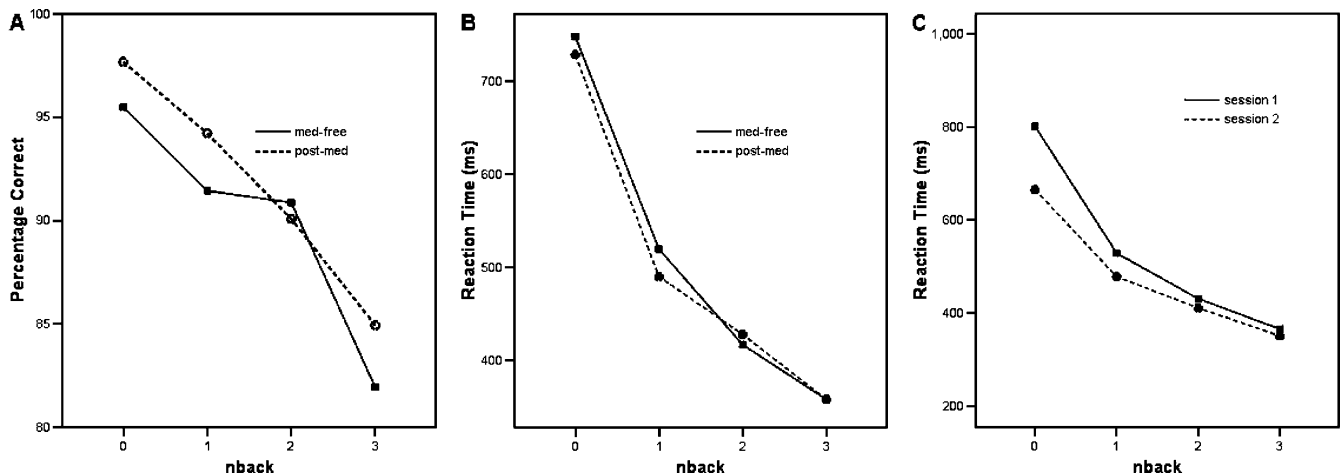 A
Percentage Correct
100
95
90
85
80
med-free
post-med
0 1 2 3
nback
B
Reaction Time (ms)
700
600
500
400
med-free
post-med
0 1 2 3
nback
C
Reaction Time (ms)
1,000
800
600
400
200
session 1
session 2
0 1 2 3
nback